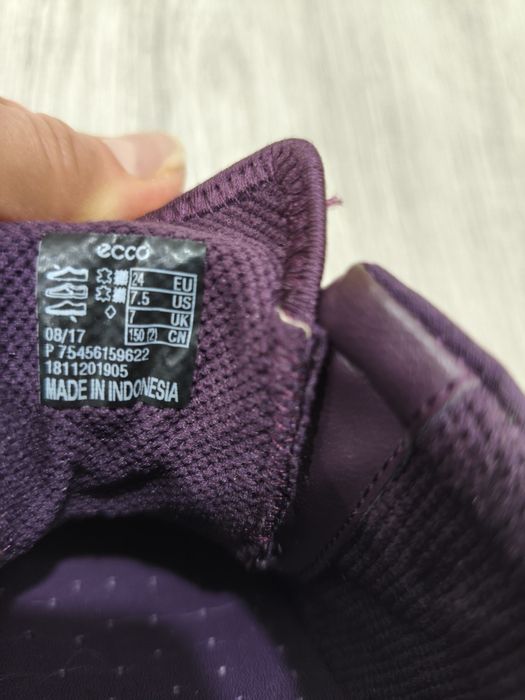 ecco
24 EU
7.5 US
7 UK
150 (2) CN
08/17
P 75456159622
1811201905
MADE IN INDONESIA